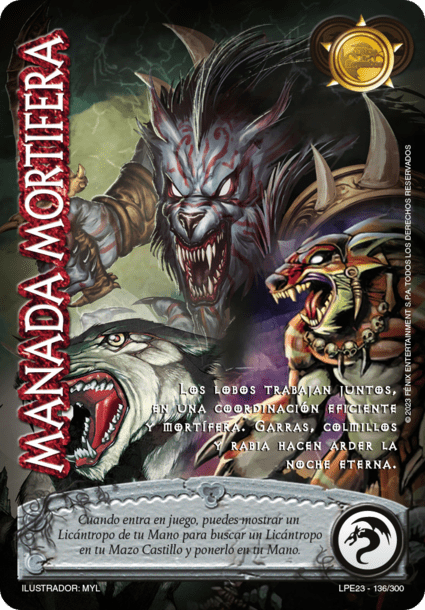 MANADA MORTÍFERA
Los lobos trabajan juntos,
en una coordinación eficiente
y mortífera. Garras, colmillos
y rabia hacen arder la
noche eterna.
© 2023 FÉNIX ENTERTAINMENT S.P.A. TODOS LOS DERECHOS RESERVADOS
Cuando entra en juego, puedes mostrar un
Licántropo de tu Mano para buscar un Licántropo
en tu Mazo Castillo y ponerlo en tu Mano.
ILUSTRADOR: MYL
LPE23 - 136/300